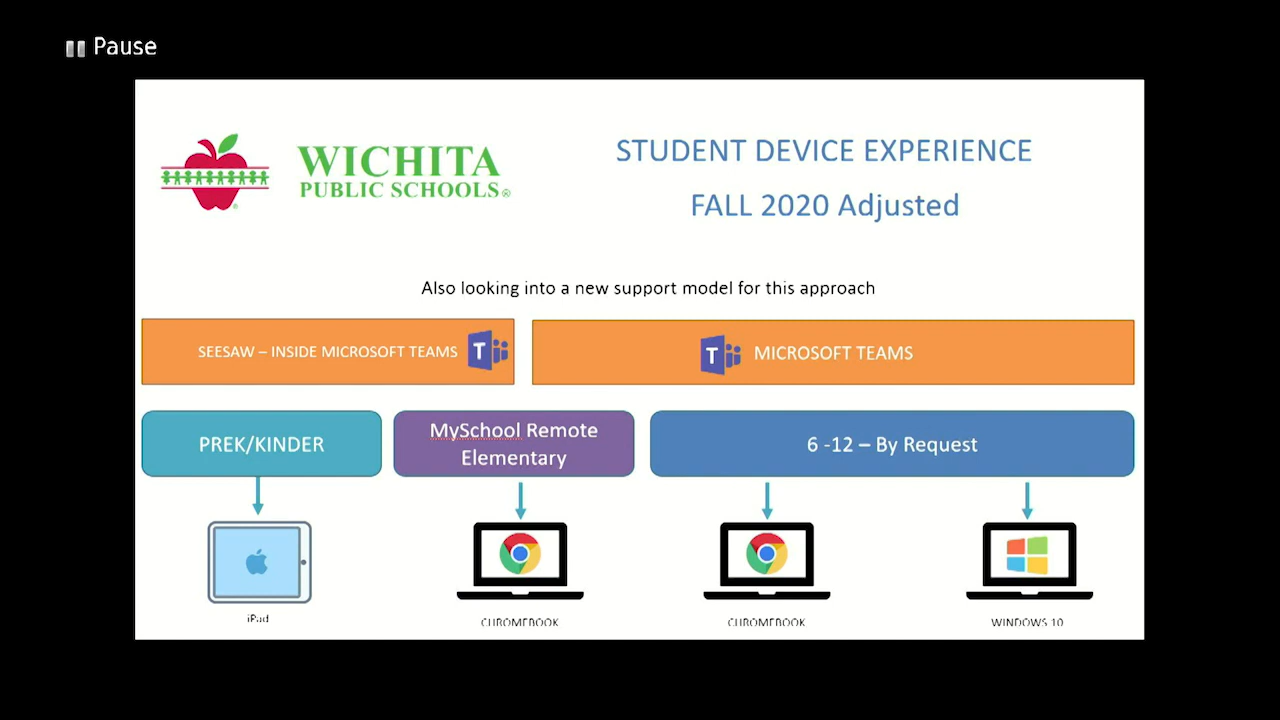 Pause
WICHITA
PUBLIC SCHOOLS®
STUDENT DEVICE EXPERIENCE
FALL 2020 Adjusted
Also looking into a new support model for this approach
SEESAW – INSIDE MICROSOFT TEAMS
MICROSOFT TEAMS
PREK/KINDER
MySchool Remote
Elementary
6 -12 – By Request
iPad
CHROMEBOOK
CHROMEBOOK
WINDOWS 10